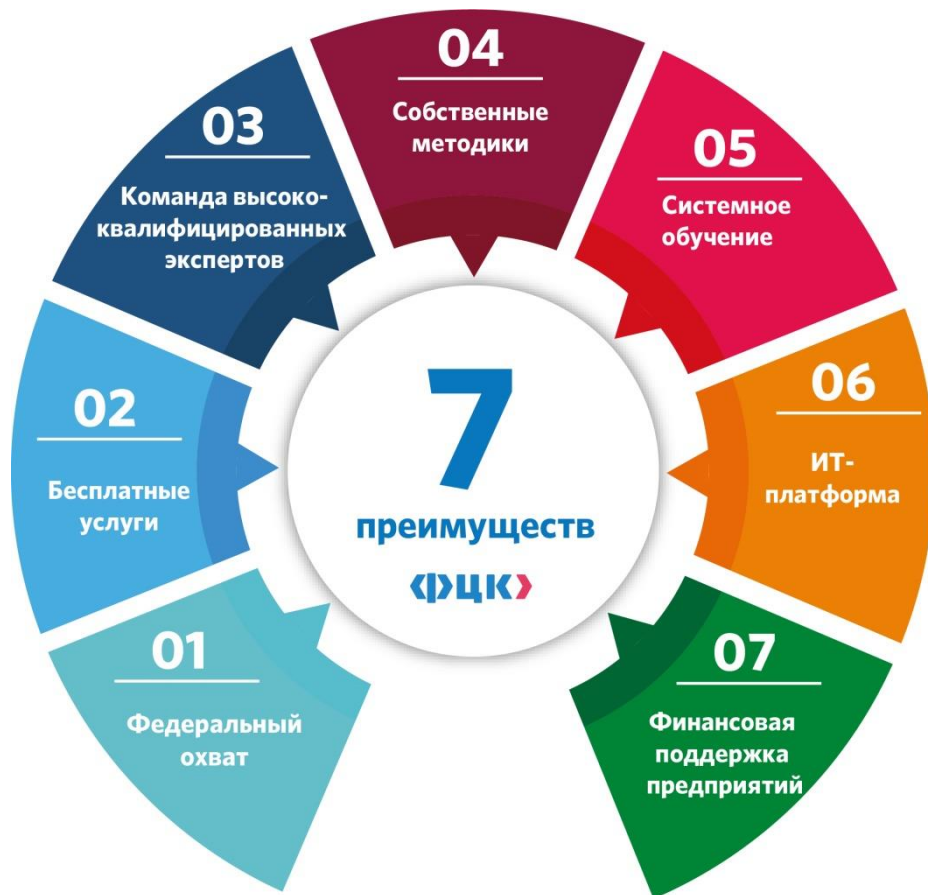 7
преимуществ
ФЦК
01
Федеральный
охват
02
Бесплатные
услуги
03
Команда высоко-
квалифицированных
экспертов
04
Собственные
методики
05
Системное
обучение
06
ИТ-
платформа
07
Финансовая
поддержка
предприятий